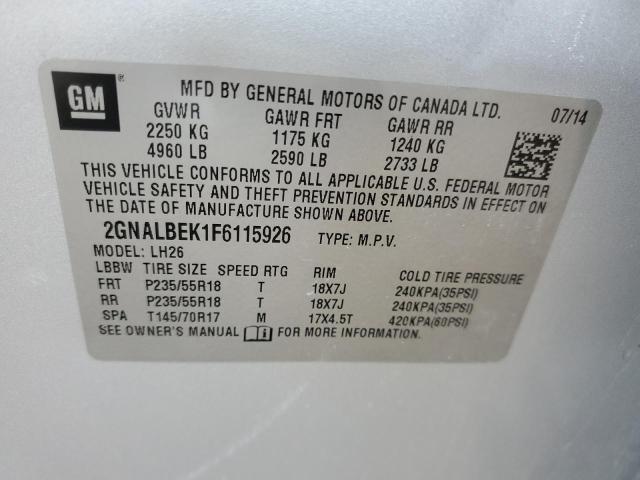 GM® MFD BY GENERAL MOTORS OF CANADA LTD. 07/14
GVWR GAWR FRT GAWR RR
2250 KG 1175 KG 1240 KG
4960 LB 2590 LB 2733 LB
THIS VEHICLE CONFORMS TO ALL APPLICABLE U.S. FEDERAL MOTOR
VEHICLE SAFETY AND THEFT PREVENTION STANDARDS IN EFFECT ON
THE DATE OF MANUFACTURE SHOWN ABOVE.
2GNALBEK1F6115926 TYPE: M.P.V.
MODEL: LH26
LBBW TIRE SIZE SPEED RTG RIM COLD TIRE PRESSURE
FRT P235/55R18 T 18X7J 240KPA(35PSI)
RR P235/55R18 T 18X7J 240KPA(35PSI)
SPA T145/70R17 M 17X4.5T 420KPA(60PSI)
SEE OWNER'S MANUAL FOR MORE INFORMATION.